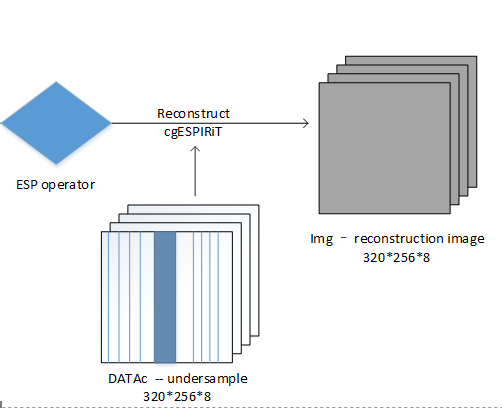 Reconstruct
cgESPIRiT
ESP operator
Img – reconstruction image
320*256*8
DATAc -- undersample
320*256*8